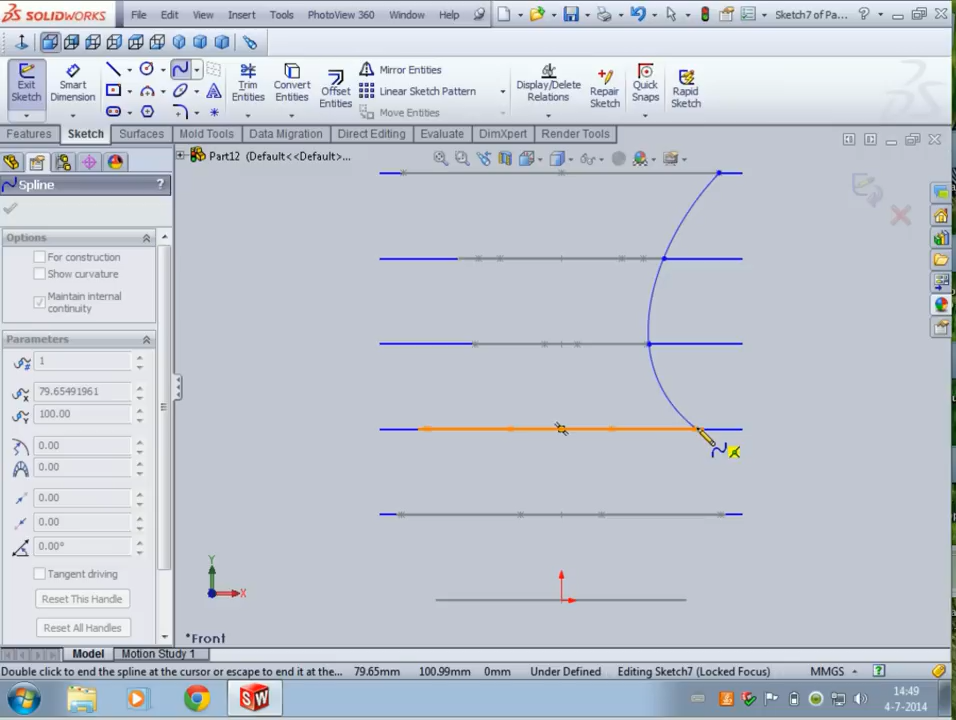 SOLIDWORKS File Edit View Insert Tools PhotoView 360 Window Help Sketch7 of Pa... ?
Exit Sketch
Smart Dimension
Trim Entities
Convert Entities
Offset Entities
Mirror Entities
Linear Sketch Pattern
Move Entities
Display/Delete Relations
Repair Sketch
Quick Snaps
Rapid Sketch
Features Sketch Surfaces Mold Tools Data Migration Direct Editing Evaluate DimXpert Render Tools
Part12 (Default<<Default>...
Spline ?
Options
For construction
Show curvature
Maintain internal
continuity
Parameters
1
79.65491961
100.00
0.00
0.00
0.00
0.00
0.00°
Tangent driving
Reset This Handle
Reset All Handles
Y
X
*Front
Model Motion Study 1
Double click to end the spline at the cursor or escape to end it at the... 79.65mm 100.99mm 0mm Under Defined Editing Sketch7 (Locked Focus) MMGS ?
SW
14:49
4-7-2014